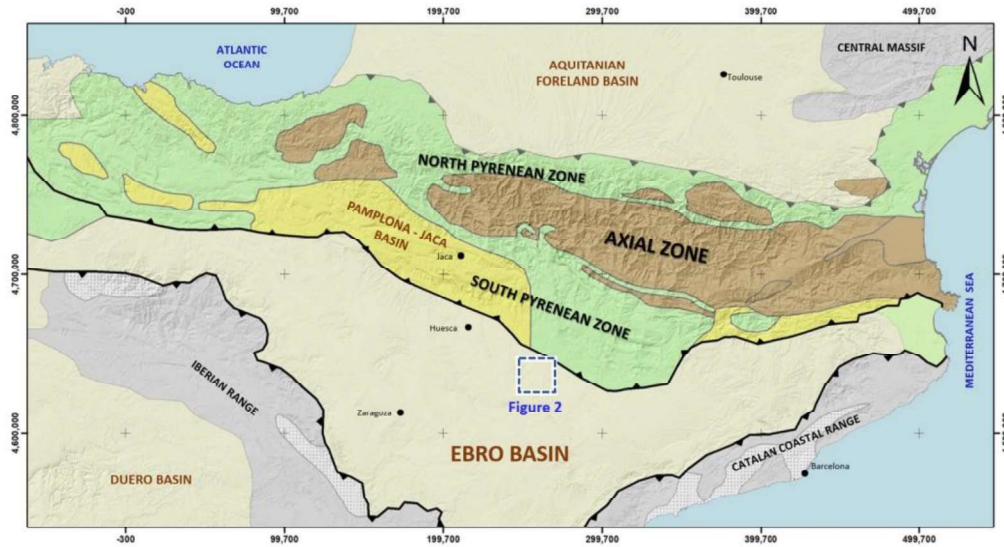 -300 99,700 199,700 299,700 399,700 499,700
ATLANTIC
OCEAN
CENTRAL MASSIF
N
AQUITANIAN
FORELAND BASIN
Toulouse
4,800,000
NORTH PYRENEAN ZONE
PAMPLONA - JACA
BASIN
AXIAL ZONE
Jaca
4,700,000
SOUTH PYRENEAN ZONE
MEDITERRANEAN SEA
Huesca
IBERIAN RANGE
Figure 2
Zaraguza
4,600,000
EBRO BASIN
CATALAN COASTAL RANGE
Barcelona
DUERO BASIN
-300 99,700 199,700 299,700 399,700 499,700